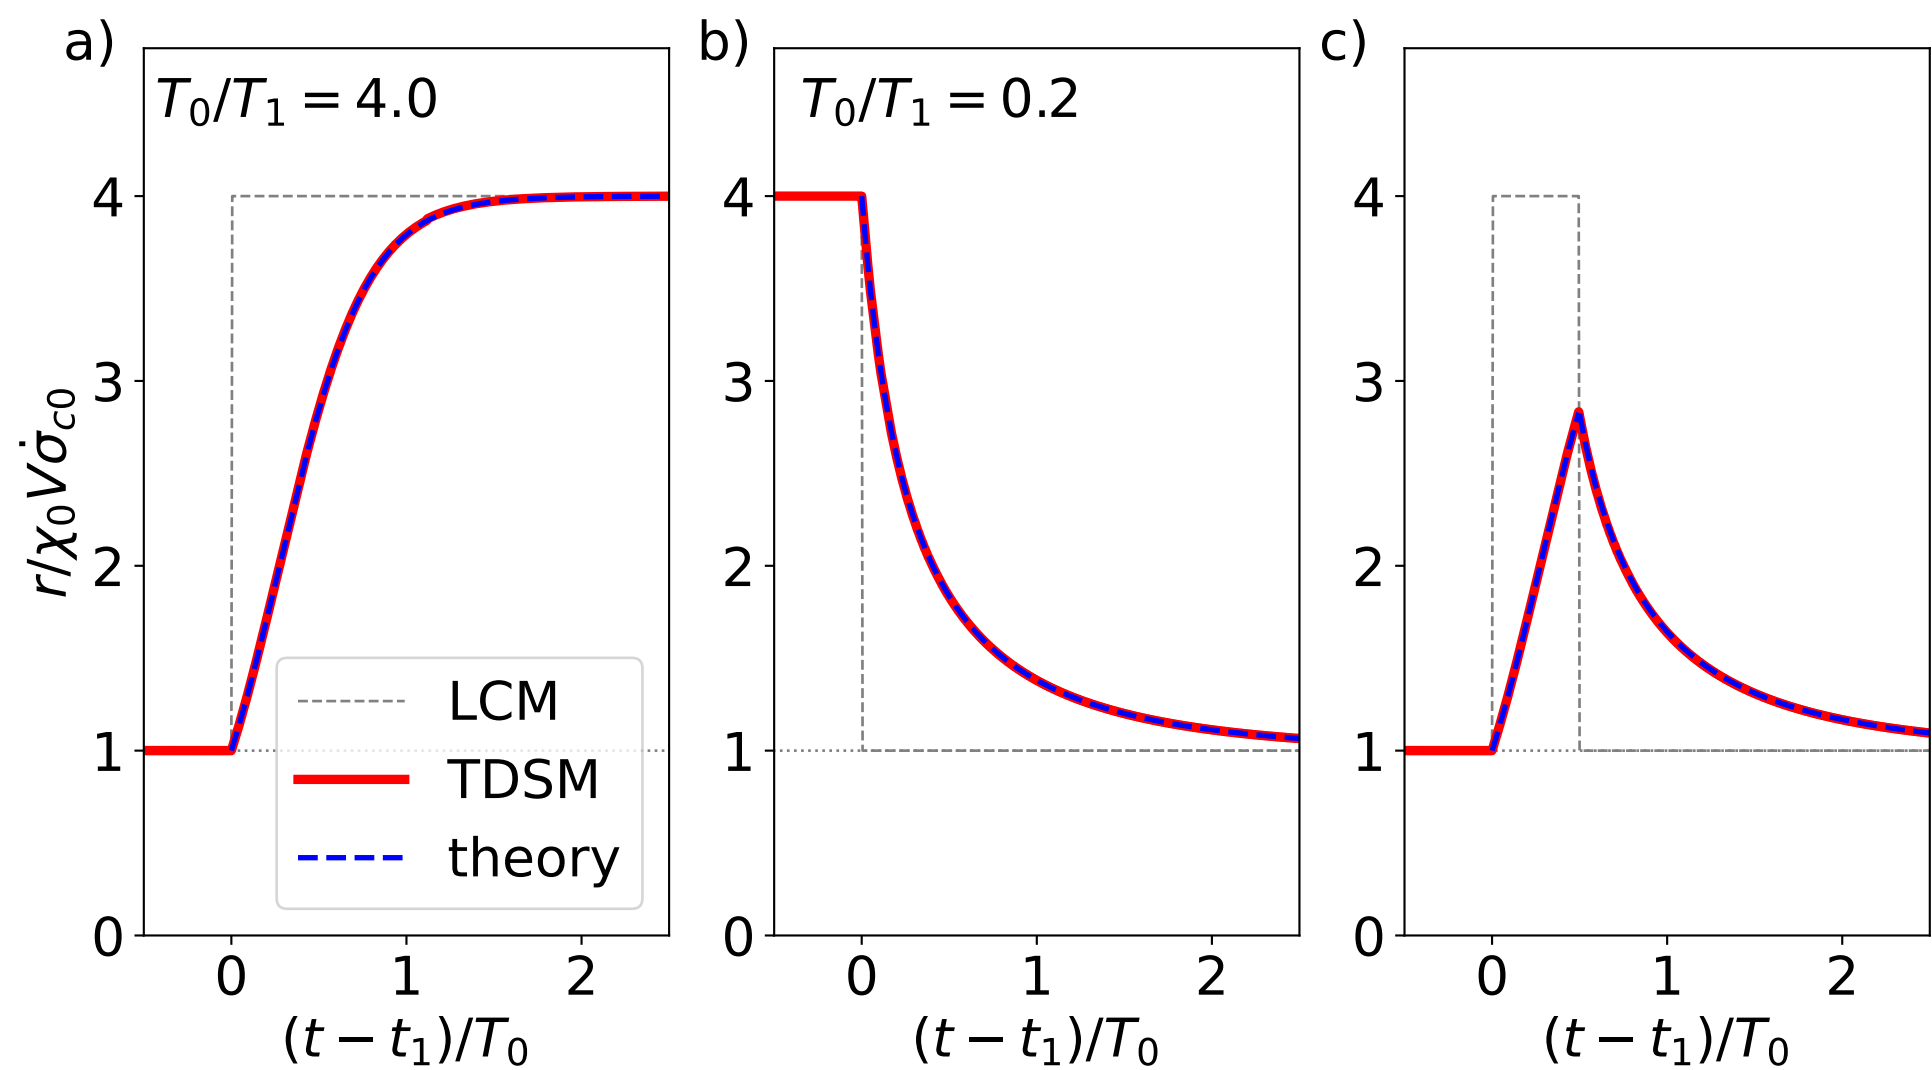 a)
T₀/T₁ = 4.0
r/χ₀Vσ̇c0
4
3
2
1
0
LCM
TDSM
theory
0 1 2
(t − t₁)/T₀
b)
T₀/T₁ = 0.2
4
3
2
1
0
0 1 2
(t − t₁)/T₀
c)
4
3
2
1
0
0 1 2
(t − t₁)/T₀